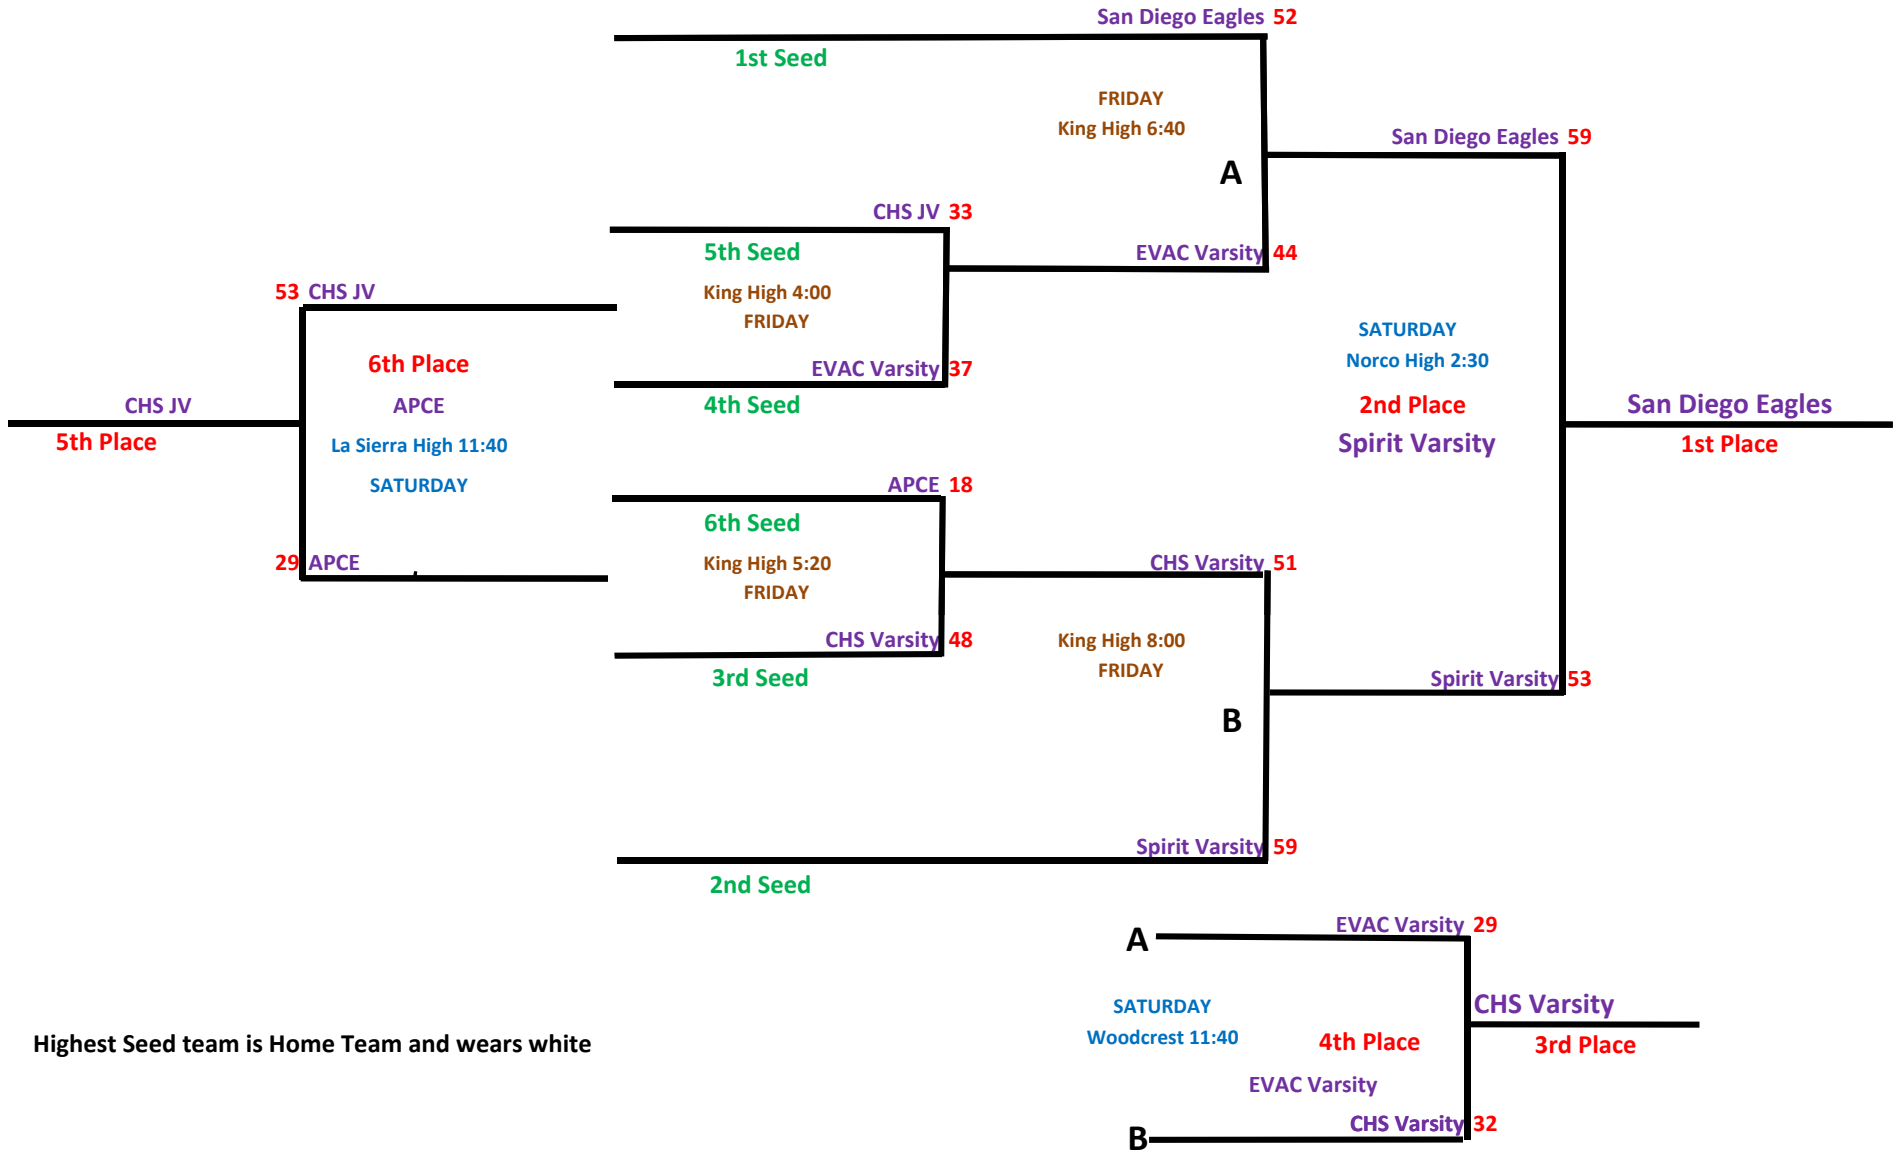 San Diego Eagles 52
1st Seed
FRIDAY
King High 6:40
San Diego Eagles 59
A
CHS JV 33
5th Seed
EVAC Varsity 44
King High 4:00
FRIDAY
53 CHS JV
SATURDAY
Norco High 2:30
6th Place
EVAC Varsity 37
CHS JV
APCE
4th Seed
2nd Place
San Diego Eagles
5th Place
La Sierra High 11:40
Spirit Varsity
1st Place
SATURDAY
APCE 18
6th Seed
29 APCE
King High 5:20
FRIDAY
CHS Varsity 51
CHS Varsity 48
King High 8:00
FRIDAY
3rd Seed
Spirit Varsity 53
B
Spirit Varsity 59
2nd Seed
EVAC Varsity 29
A
SATURDAY
Woodcrest 11:40
CHS Varsity
Highest Seed team is Home Team and wears white
4th Place
3rd Place
EVAC Varsity
CHS Varsity 32
B